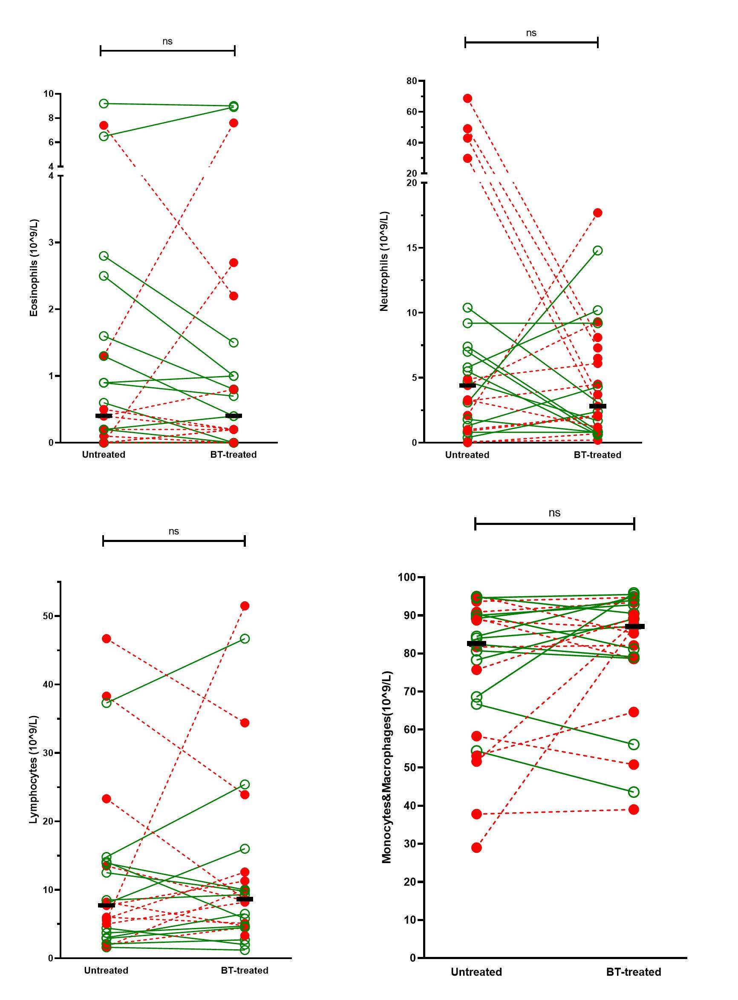 ns
10
8
6
4
4
3
2
1
0
Eosinophils (10^9/L)
Untreated
BT-treated
ns
80
60
40
20
20
15
10
5
0
Neutrophils (10^9/L)
Untreated
BT-treated
ns
50
40
30
20
10
0
Lymphocytes (10^9/L)
Untreated
BT-treated
ns
100
90
80
70
60
50
40
30
20
10
0
Monocytes&Macrophages(10^9/L)
Untreated
BT-treated